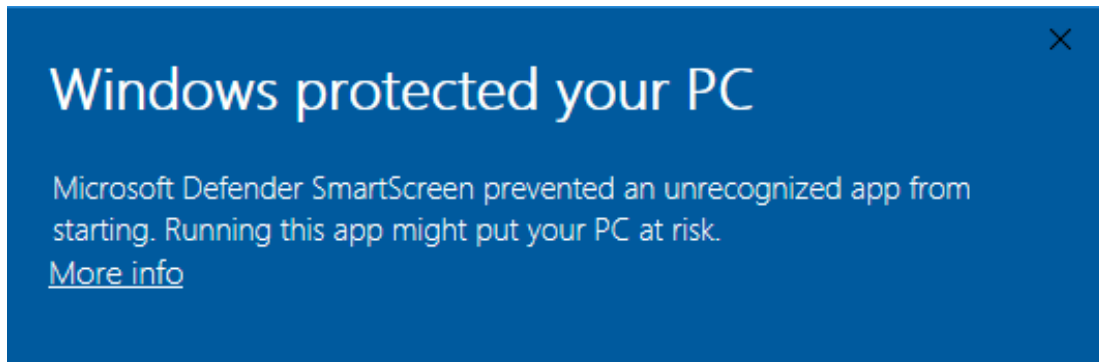 Windows protected your PC
Microsoft Defender SmartScreen prevented an unrecognized app from
starting. Running this app might put your PC at risk.
More info